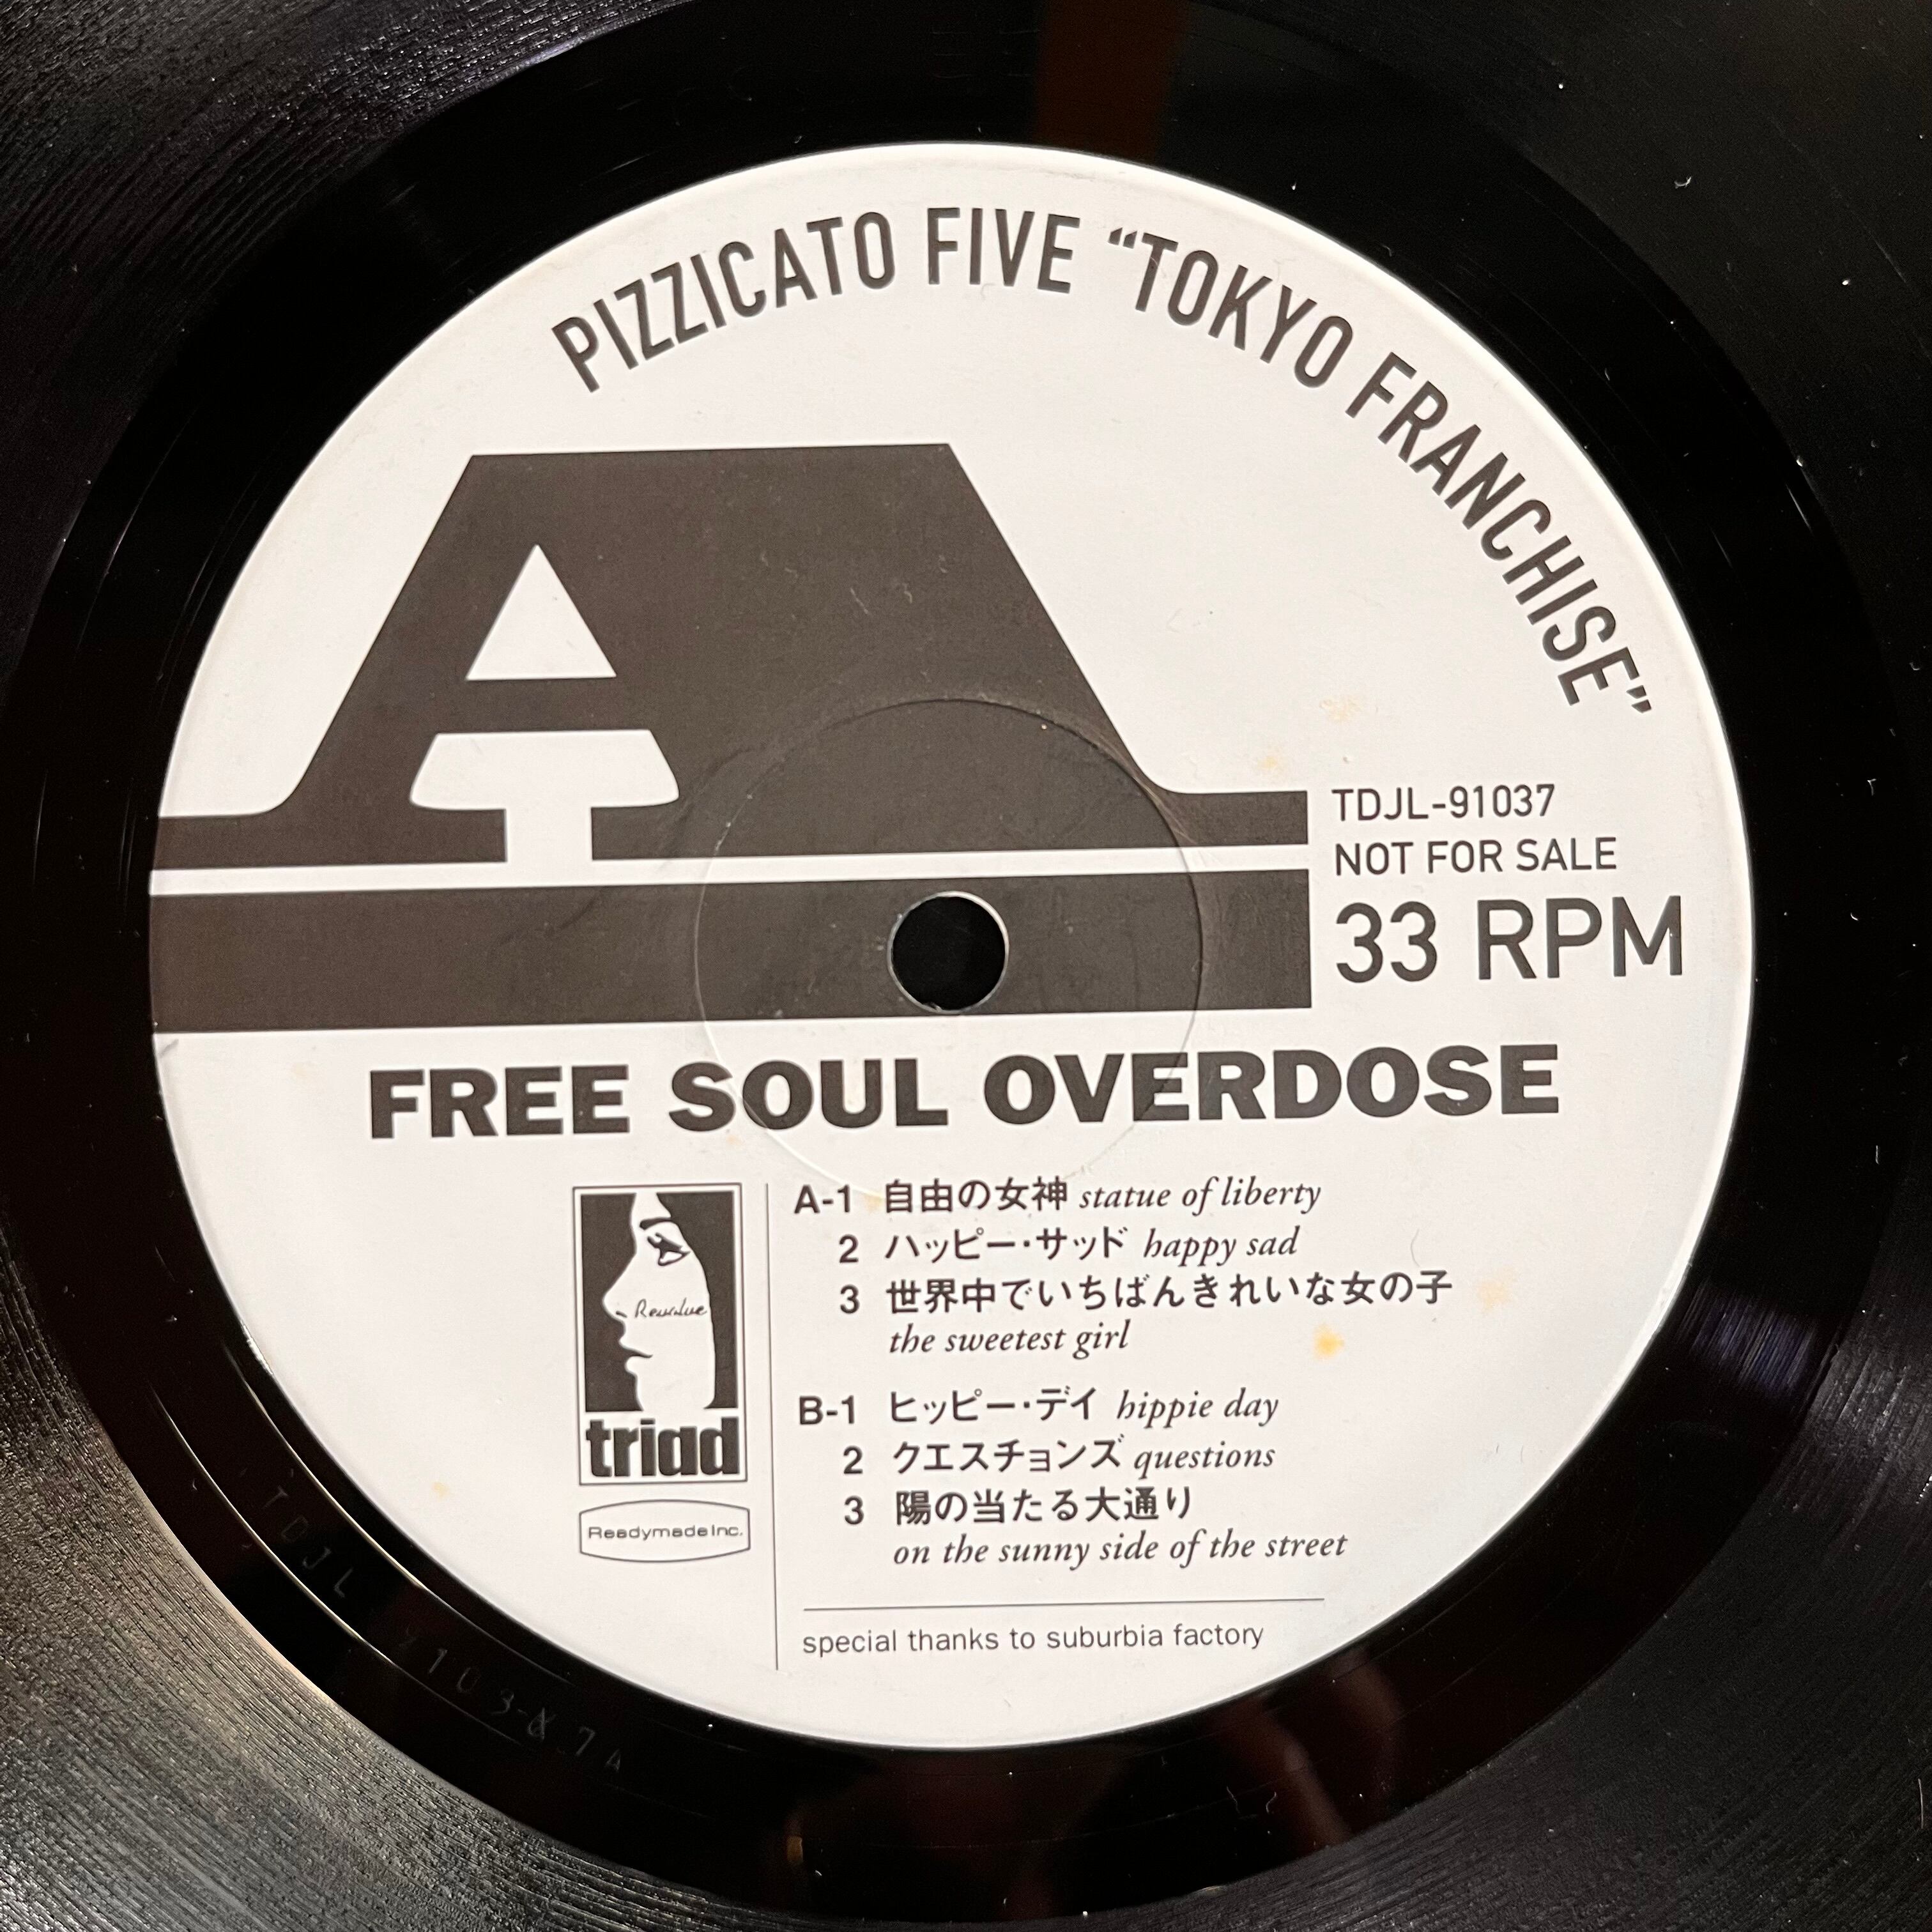 PIZZICATO FIVE “TOKYO FRANCHISE”
A
TDJL-91037
NOT FOR SALE
33 RPM
FREE SOUL OVERDOSE
triad
Readymade Inc.
A-1 自由の女神 statue of liberty
2 ハッピー・サッド happy sad
3 世界中でいちばんきれいな女の子
the sweetest girl
B-1 ヒッピー・デイ hippie day
2 クエスチョンズ questions
3 陽の当たる大通り
on the sunny side of the street
special thanks to suburbia factory